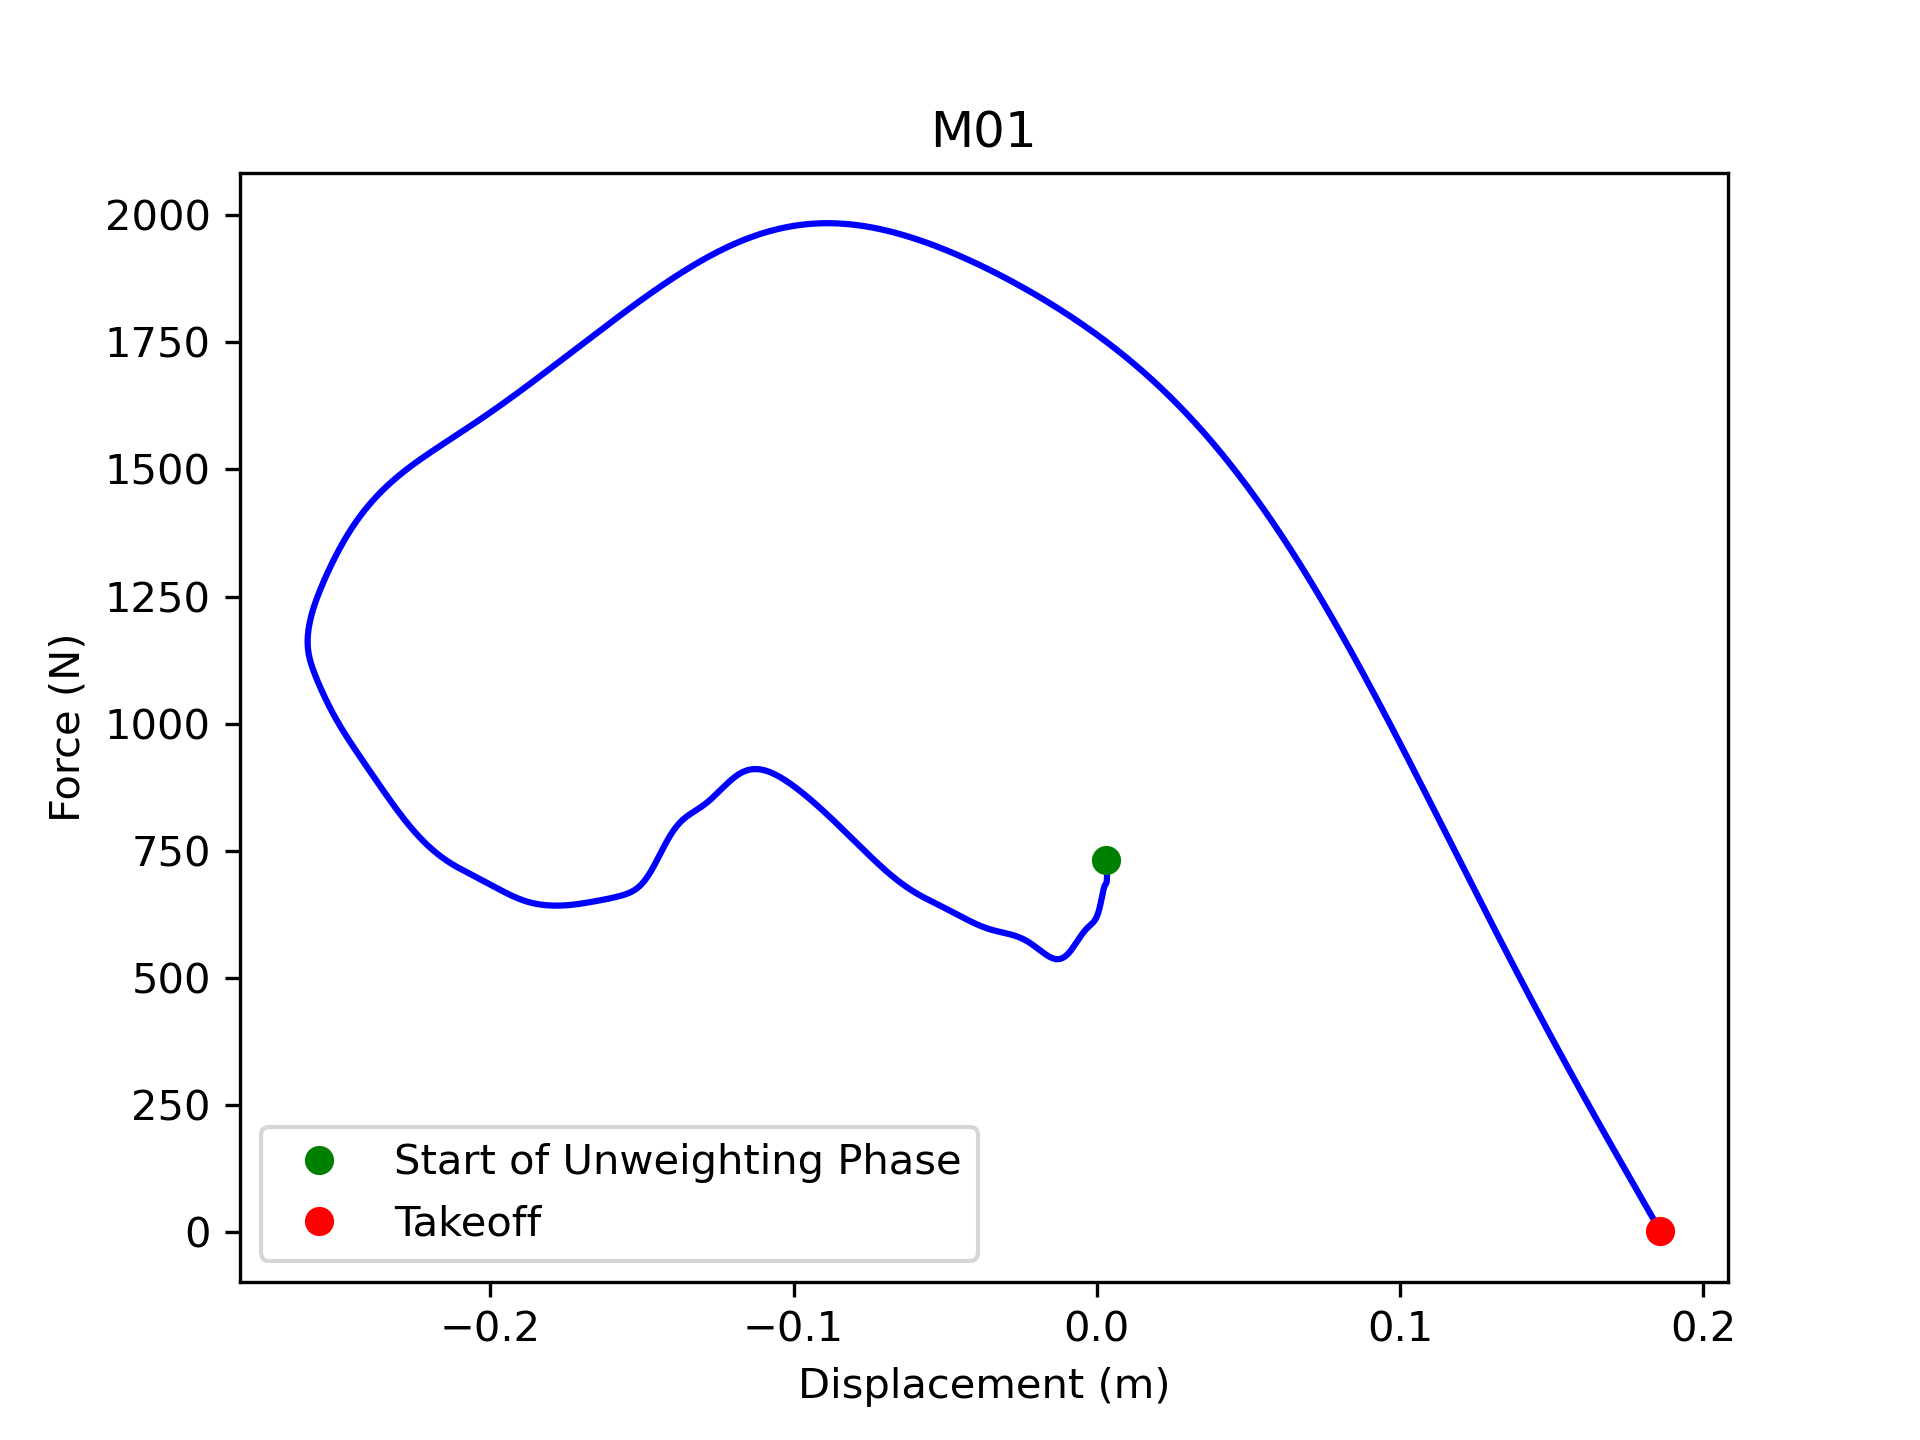 M01
2000
1750
1500
1250
1000
750
500
250
0
Force (N)
Start of Unweighting Phase
Takeoff
−0.2 −0.1 0.0 0.1 0.2
Displacement (m)